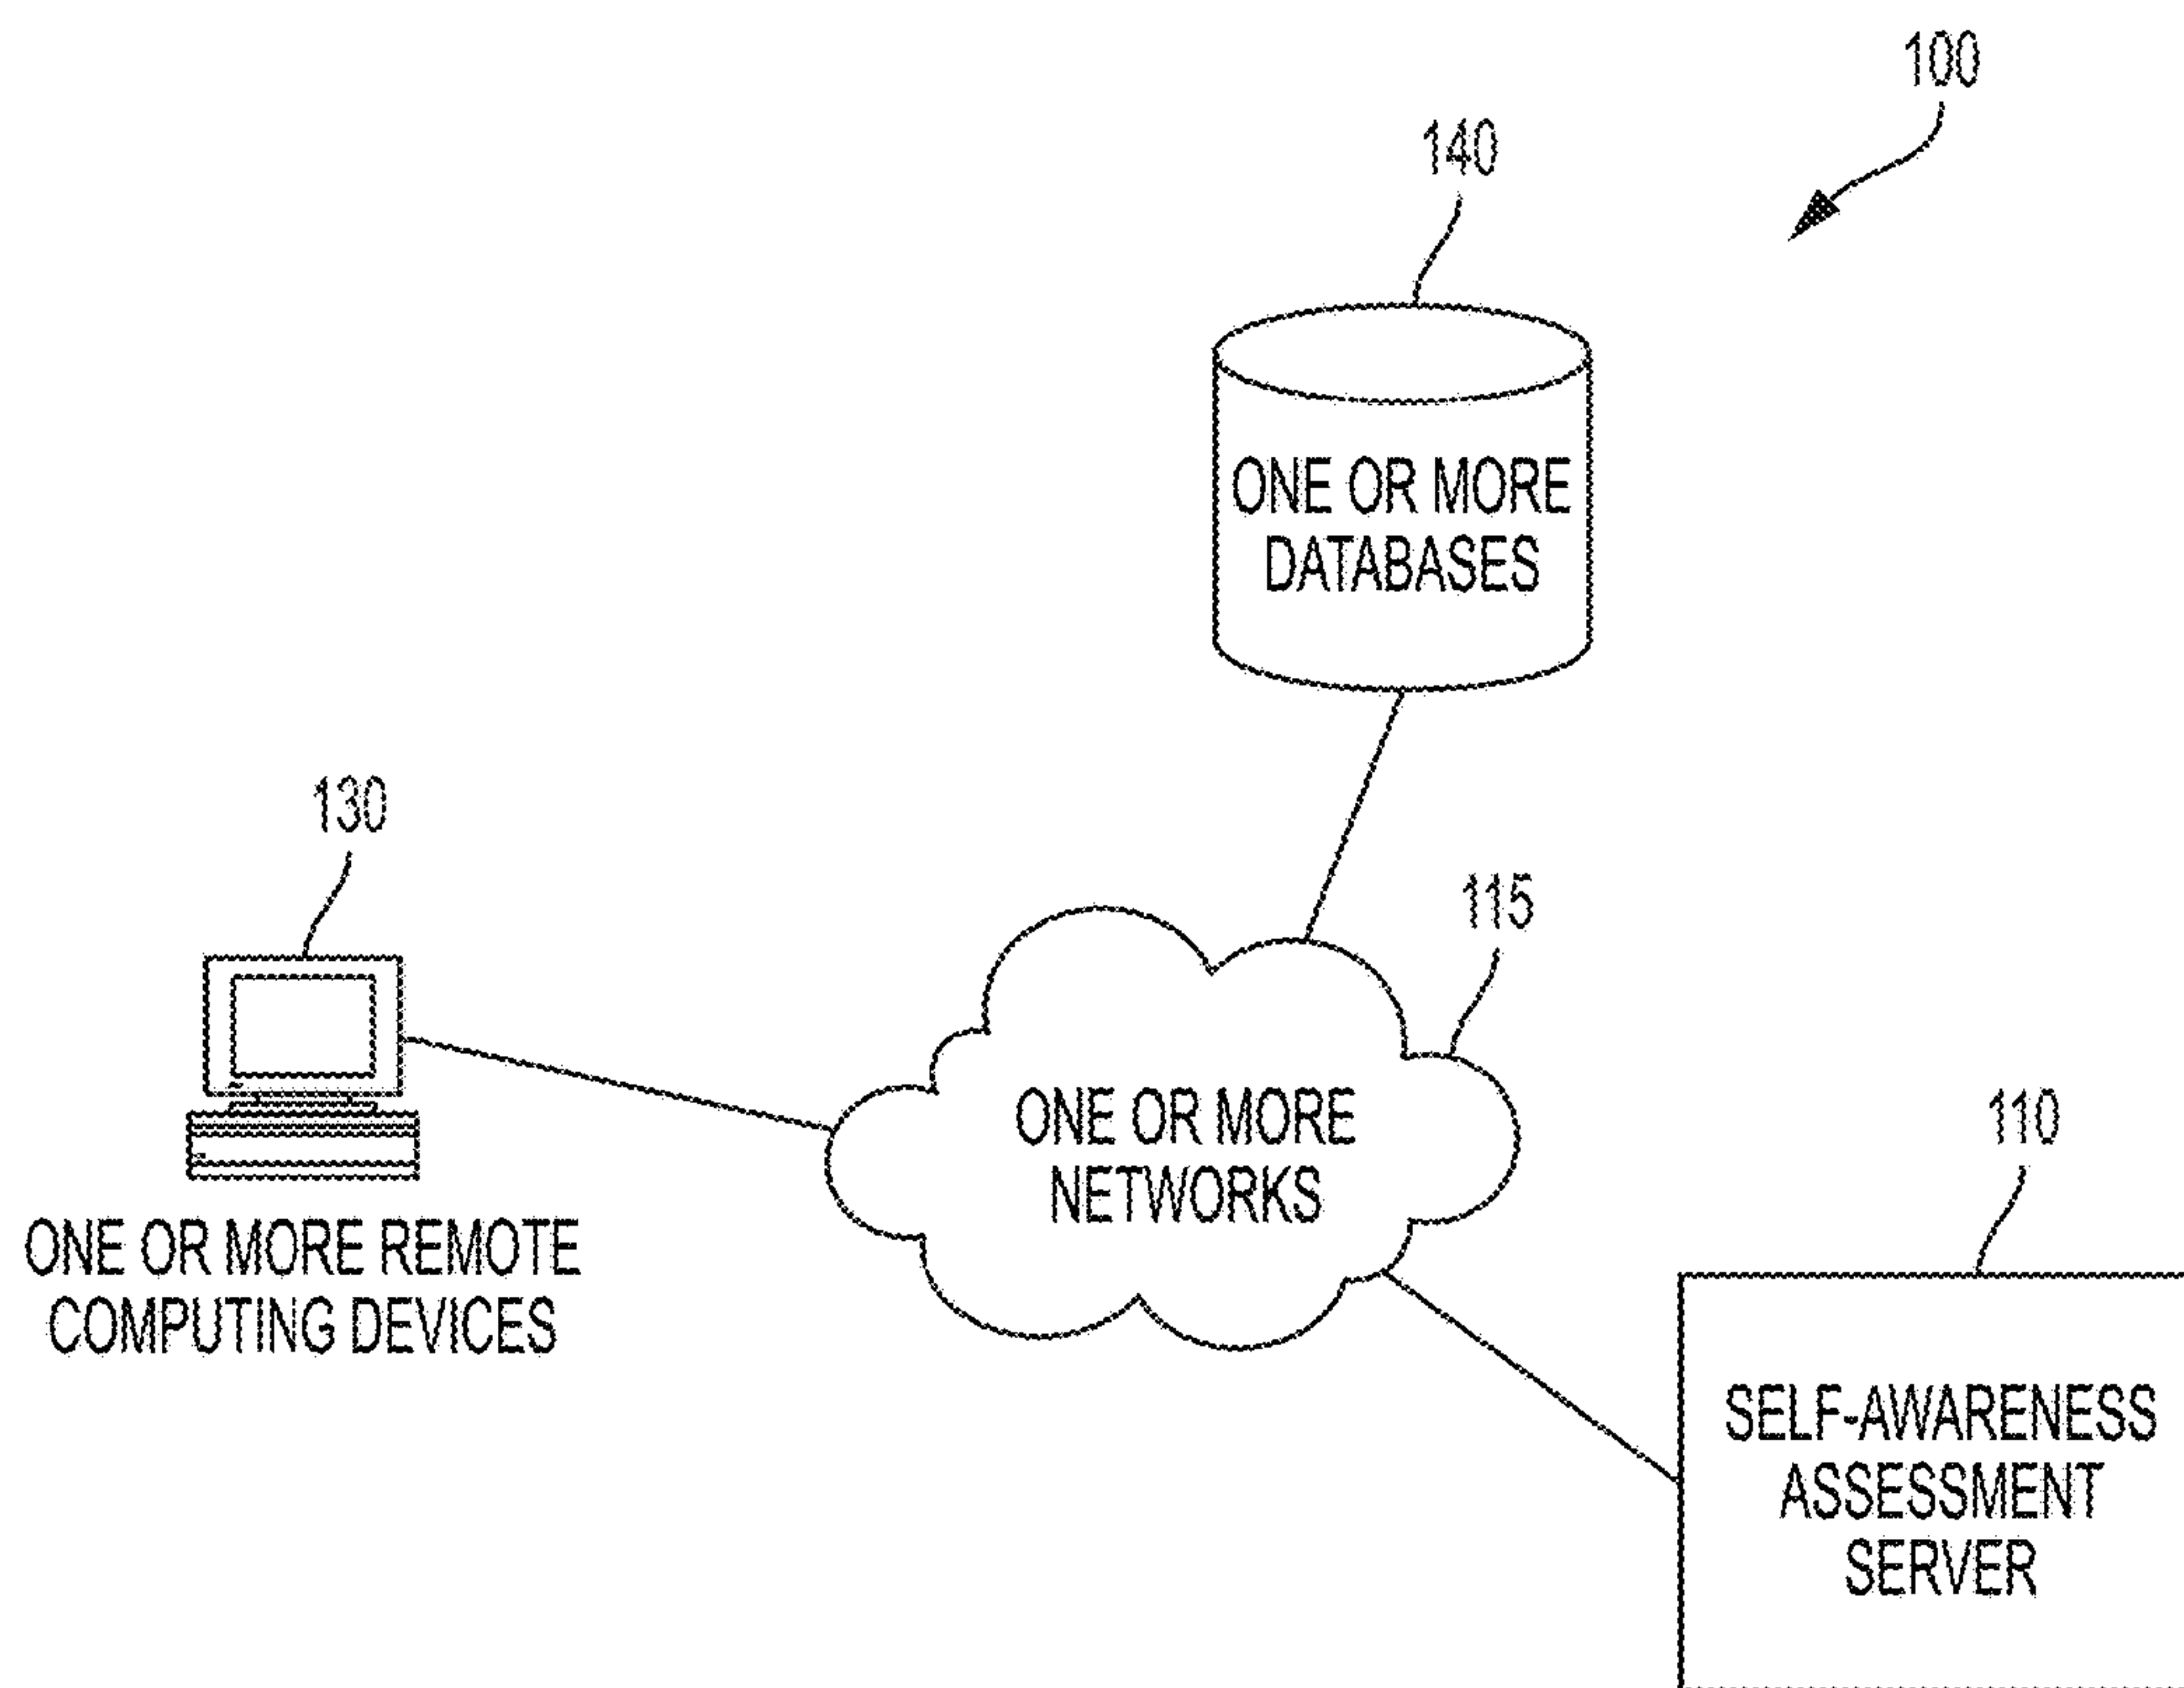 100
140
ONE OR MORE
DATABASES
130
115
ONE OR MORE
NETWORKS
110
ONE OR MORE REMOTE
COMPUTING DEVICES
SELF-AWARENESS
ASSESSMENT
SERVER